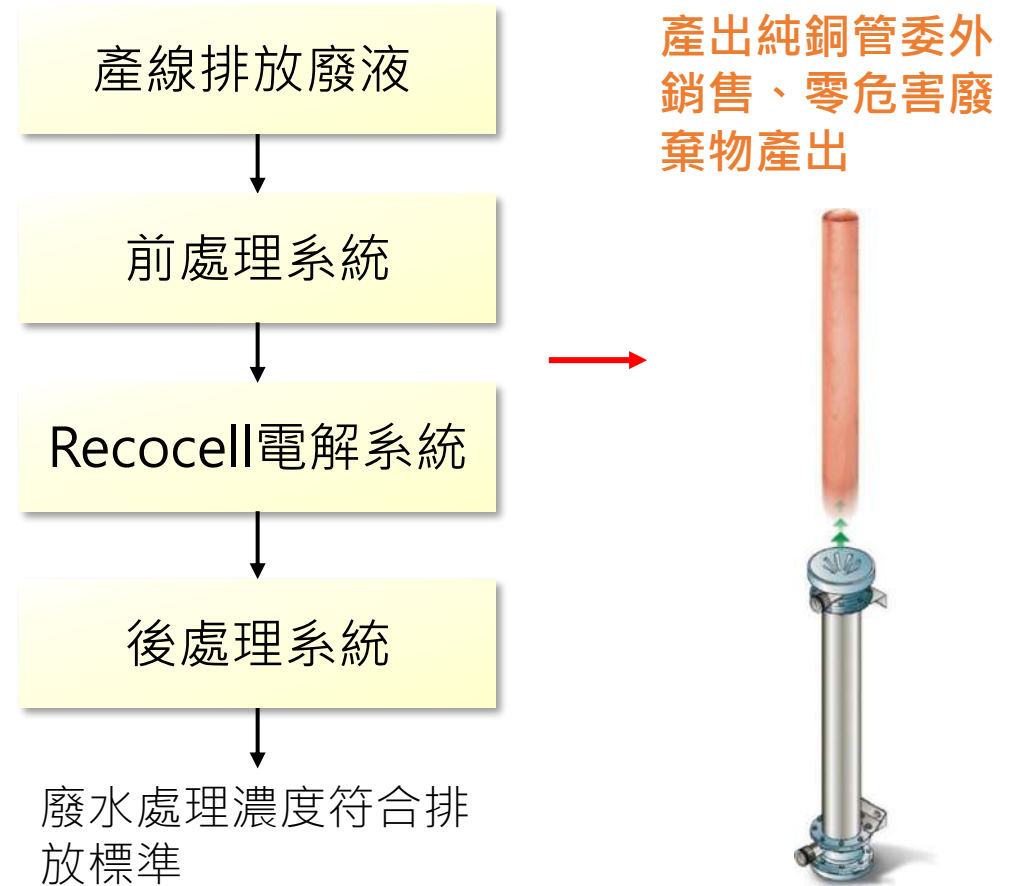 產線排放廢液
前處理系統
Recocell電解系統
後處理系統
廢水處理濃度符合排
放標準
產出純銅管委外
銷售、零危害廢
棄物產出